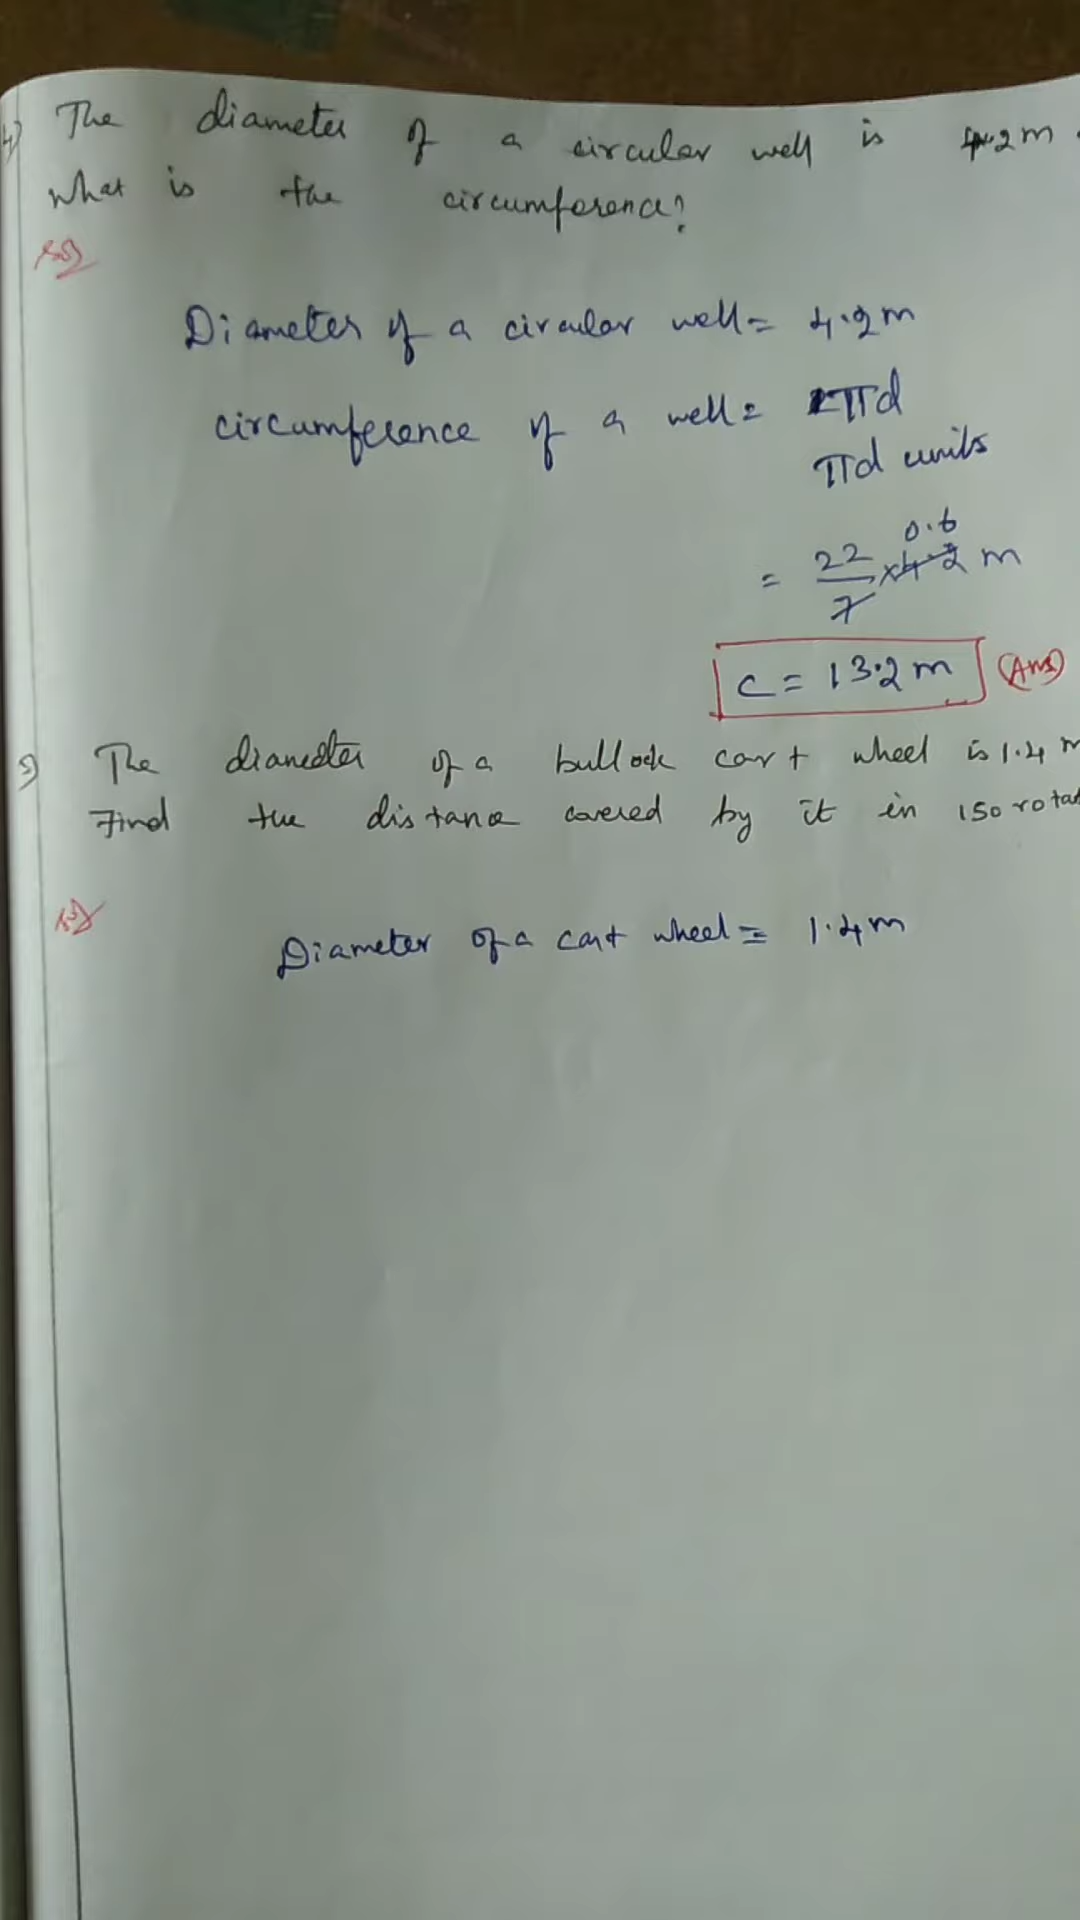 4) The diameter of a circular well is 4.2m.
what is the circumference?
Sol
Diameter of a circular well = 4.2m
circumference of a well = πd
πd units
0.6
= 22/7 × 4.2 m
C = 13.2 m (Ans)
5) The diameter of a bullock cart wheel is 1.4 m
Find the distance covered by it in 150 rotat
Sol
Diameter of a cart wheel = 1.4m